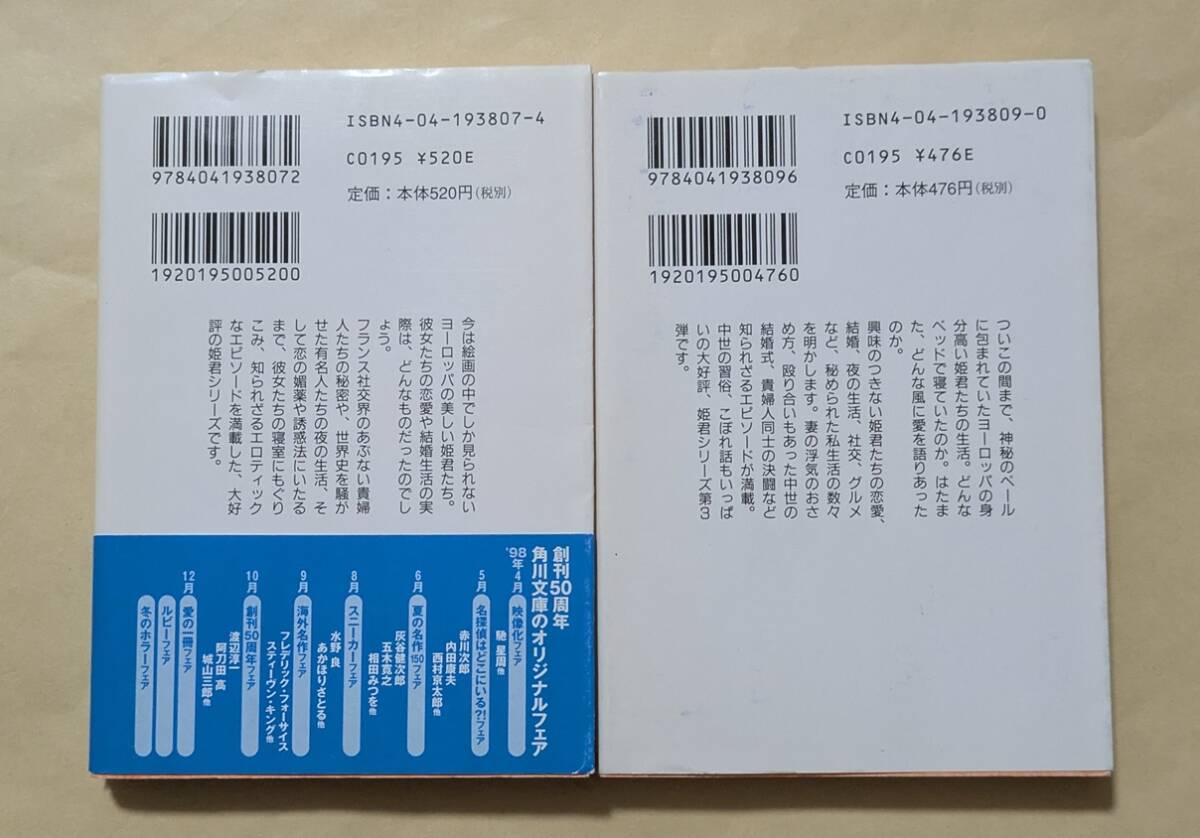 ISBN4-04-193807-4
C0195 ¥520E
定価：本体520円(税別)
9784041938072
1920195005200
今は絵画の中でしか見られない
ヨーロッパの美しい姫君たち。
彼女たちの恋愛や結婚生活の実
際は、どんなものだったのでし
ょう。
フランス社交界のあぶない貴婦
人たちの秘密や、世界史を騒が
せた有名人たちの夜の生活、そ
して恋の媚薬や誘惑法にいたる
まで、彼女たちの寝室にもぐり
こみ、知られざるエロティック
なエピソードを満載した、大好
評の姫君シリーズです。
創刊50周年
角川文庫のオリジナルフェア
'98年4月 映像化フェア
馳 星周他
5月 名探偵はどこにいる?!フェア
赤川次郎
内田康夫
西村京太郎他
6月 夏の名作150フェア
灰谷健次郎
五木寛之
相田みつを他
8月 スニーカーフェア
水野 良
あかほりさとる他
9月 海外名作フェア
フレデリック・フォーサイス
スティーヴン・キング他
10月 創刊50周年フェア
渡辺淳一
阿刀田 高
城山三郎他
12月 愛の一冊フェア
ルビーフェア
冬のホラーフェア
ISBN4-04-193809-0
C0195 ¥476E
定価：本体476円(税別)
9784041938096
1920195004760
ついこの間まで、神秘のベール
に包まれていたヨーロッパの身
分高い姫君たちの生活。どんな
ベッドで寝ていたのか。はたま
た、どんな風に愛を語りあった
のか。
興味のつきない姫君たちの恋愛、
結婚、夜の生活、社交、グルメ
など、秘められた私生活の数々
を明かします。妻の浮気のおさ
め方、殴り合いもあった中世の
結婚式、貴婦人同士の決闘など
知られざるエピソードが満載。
中世の習俗、こぼれ話もいっぱ
いの大好評、姫君シリーズ第3
弾です。